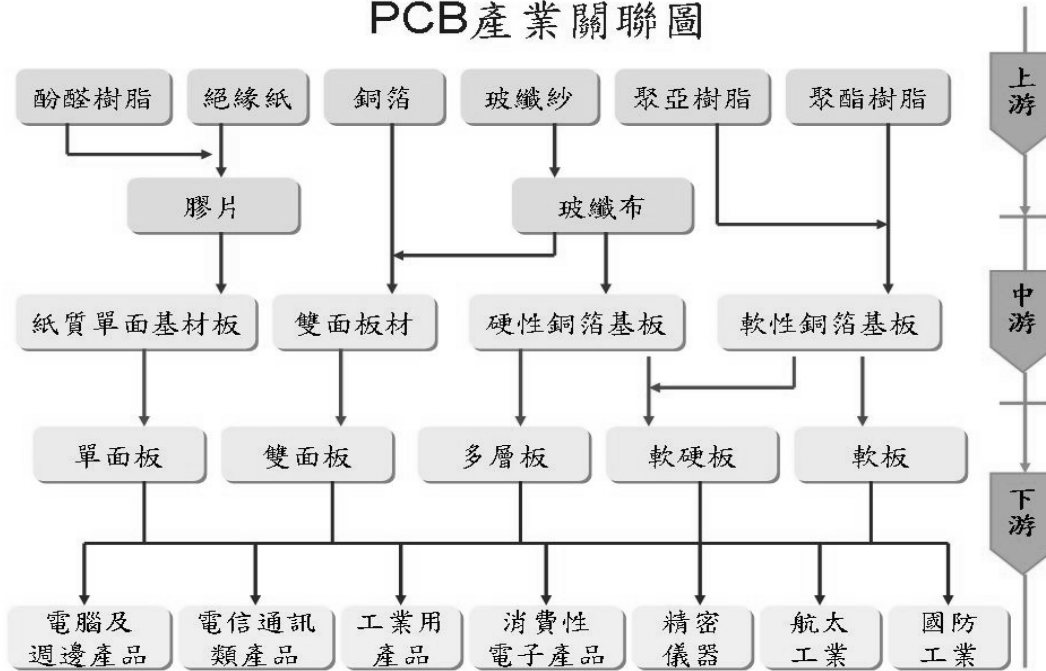 PCB產業關聯圖
酚醛樹脂
絕緣紙
銅箔
玻纖紗
聚亞樹脂
聚酯樹脂
上游
膠片
玻纖布
紙質單面基材板
雙面板材
硬性銅箔基板
軟性銅箔基板
中游
單面板
雙面板
多層板
軟硬板
軟板
下游
電腦及
週邊產品
電信通訊
類產品
工業用
產品
消費性
電子產品
精密
儀器
航太
工業
國防
工業